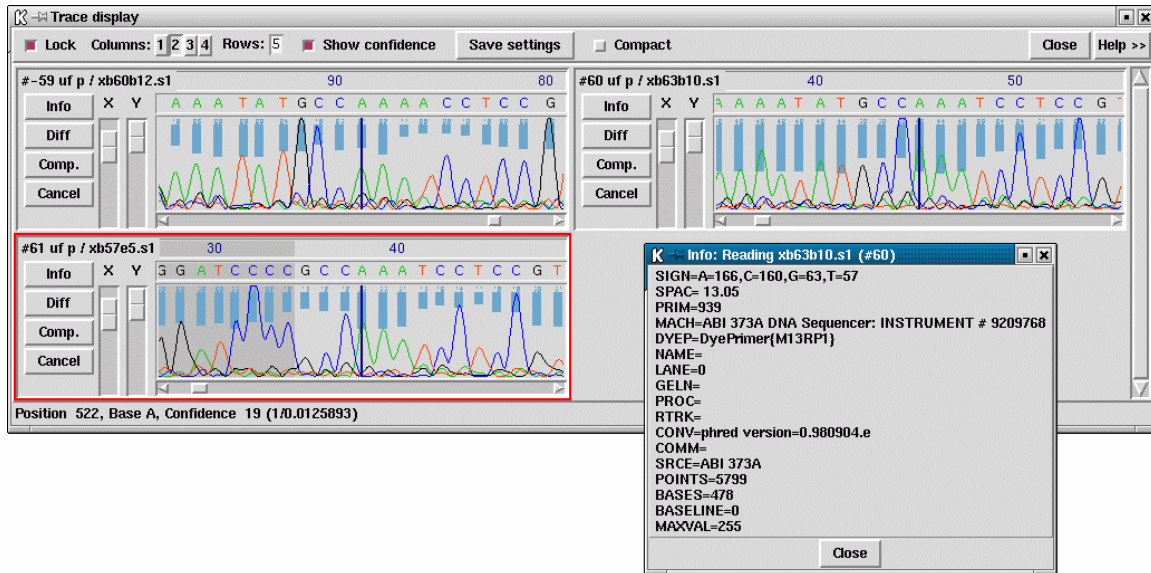 Trace display
Lock Columns: 1 2 3 4 Rows: 5 Show confidence Save settings Compact Close Help >>
#-59 uf p / xb60b12.s1 90 80
Info X Y A A A T A T G C C A A A A C C T C C G
Diff
Comp.
Cancel
#60 uf p / xb63b10.s1 40 50
Info X Y A A A A T A T G C C A A A T C C T C C G T
Diff
Comp.
Cancel
#61 uf p / xb57e5.s1 30 40
Info X Y G G A T C C C C G C C A A A T C C T C C G T
Diff
Comp.
Cancel
Position 522, Base A, Confidence 19 (1/0.0125893)
Info: Reading xb63b10.s1 (#60)
SIGN=A=166,C=160,G=63,T=57
SPAC= 13.05
PRIM=939
MACH=ABI 373A DNA Sequencer: INSTRUMENT # 9209768
DYEP=DyePrimer{M13RP1}
NAME=
LANE=0
GELN=
PROC=
RTRK=
CONV=phred version=0.980904.e
COMM=
SRCE=ABI 373A
POINTS=5799
BASES=478
BASELINE=0
MAXVAL=255
Close